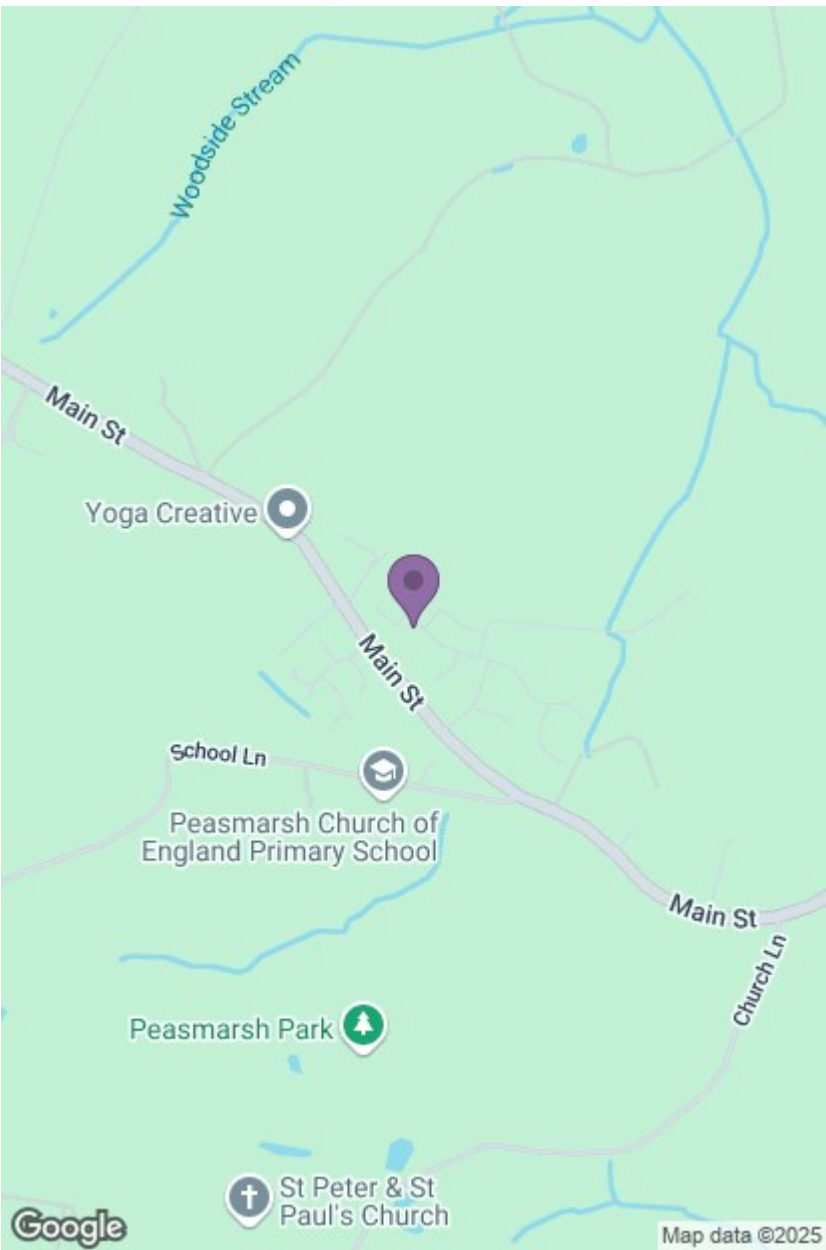 Woodside Stream
Main St
Yoga Creative
Main St
School Ln
Peasmarsh Church of
England Primary School
Main St
Church Ln
Peasmarsh Park
St Peter & St
Paul's Church
Google
Map data ©2025